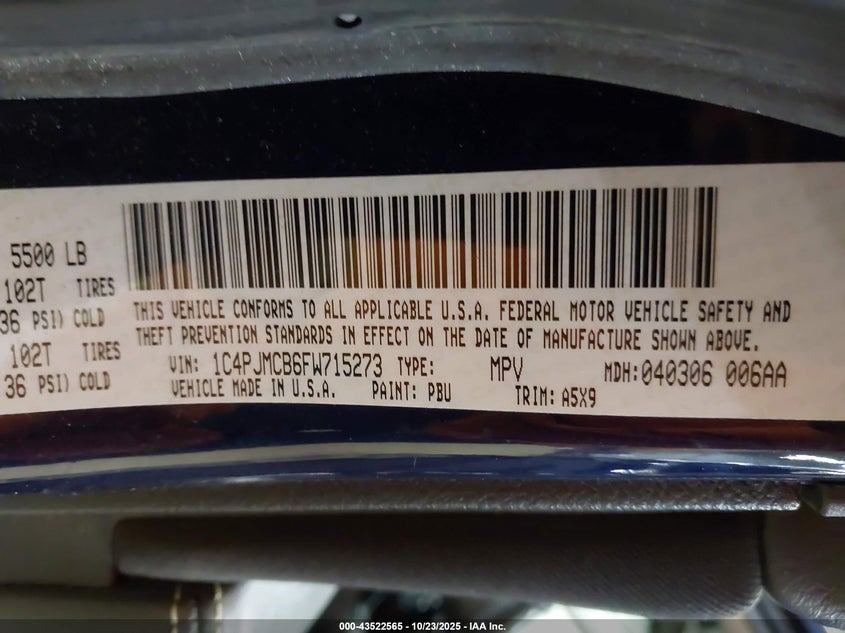 5500 LB
102T TIRES
36 PSI) COLD
102T TIRES
36 PSI) COLD
THIS VEHICLE CONFORMS TO ALL APPLICABLE U.S.A. FEDERAL MOTOR VEHICLE SAFETY AND
THEFT PREVENTION STANDARDS IN EFFECT ON THE DATE OF MANUFACTURE SHOWN ABOVE.
VIN: 1C4PJMCB6FW715273 TYPE: MPV MDH:040306 006AA
VEHICLE MADE IN U.S.A. PAINT: PBU TRIM: A5X9
000-43522565 - 10/23/2025 - IAA Inc.